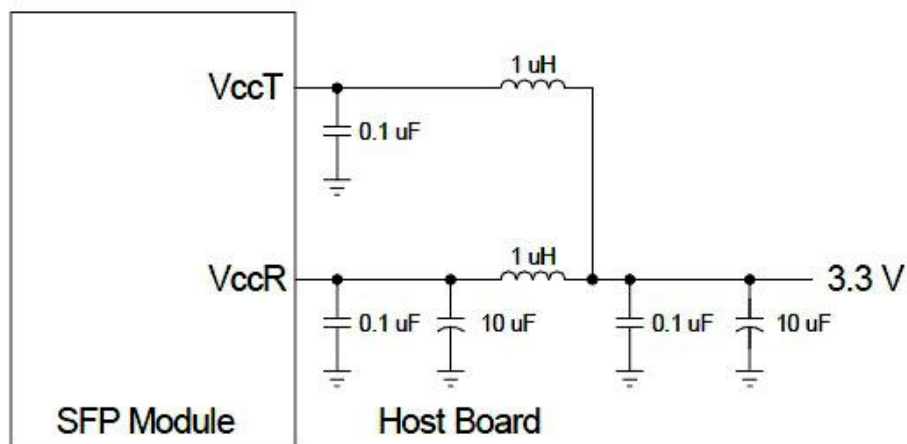 1 uH
VccT
0.1 uF
1 uH
VccR
3.3 V
0.1 uF
10 uF
0.1 uF
10 uF
SFP Module
Host Board